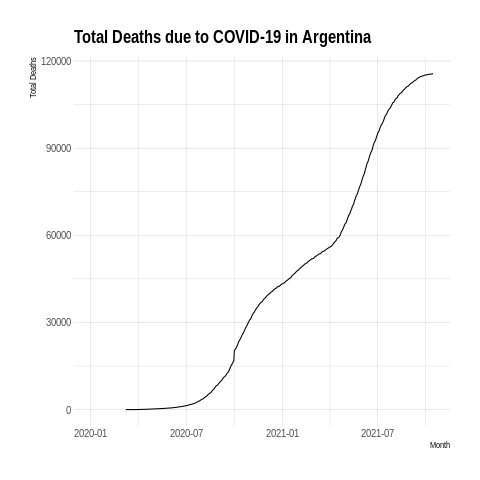 Total Deaths due to COVID-19 in Argentina
Total Deaths
120000
90000
60000
30000
0
2020-01 2020-07 2021-01 2021-07
Month